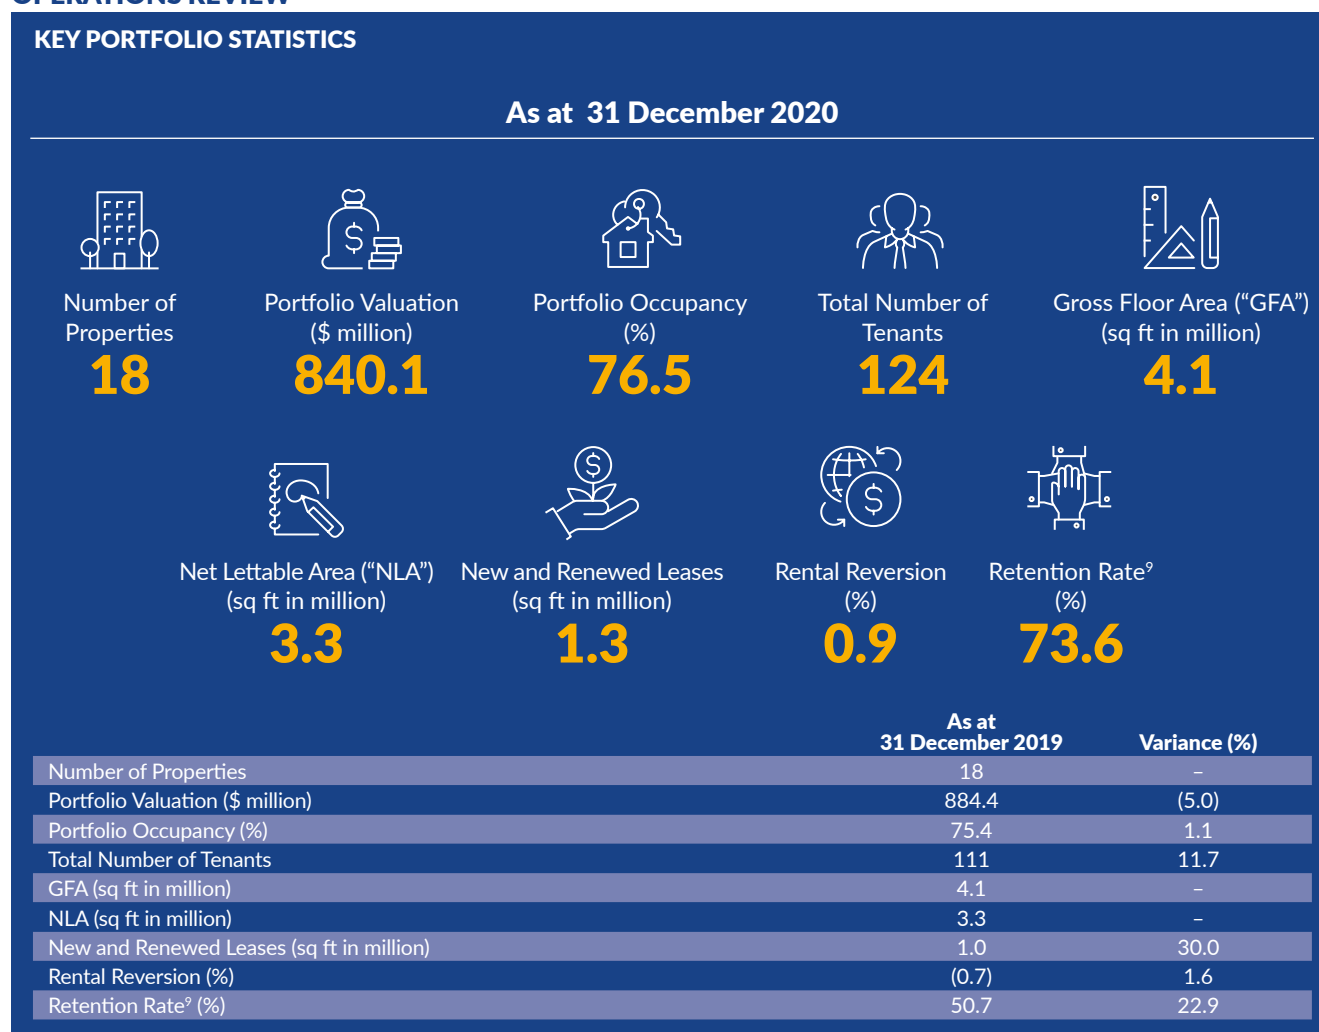 OPERATIONS REVIEW
KEY PORTFOLIO STATISTICS
As at 31 December 2020
Number of
Properties
18
Portfolio Valuation
($ million)
840.1
Portfolio Occupancy
(%)
76.5
Total Number of
Tenants
124
Gross Floor Area (“GFA”)
(sq ft in million)
4.1
Net Lettable Area (“NLA”)
(sq ft in million)
3.3
New and Renewed Leases
(sq ft in million)
1.3
Rental Reversion
(%)
0.9
Retention Rate⁹
(%)
73.6
As at
31 December 2019 Variance (%)
Number of Properties 18 –
Portfolio Valuation ($ million) 884.4 (5.0)
Portfolio Occupancy (%) 75.4 1.1
Total Number of Tenants 111 11.7
GFA (sq ft in million) 4.1 –
NLA (sq ft in million) 3.3 –
New and Renewed Leases (sq ft in million) 1.0 30.0
Rental Reversion (%) (0.7) 1.6
Retention Rate⁹ (%) 50.7 22.9